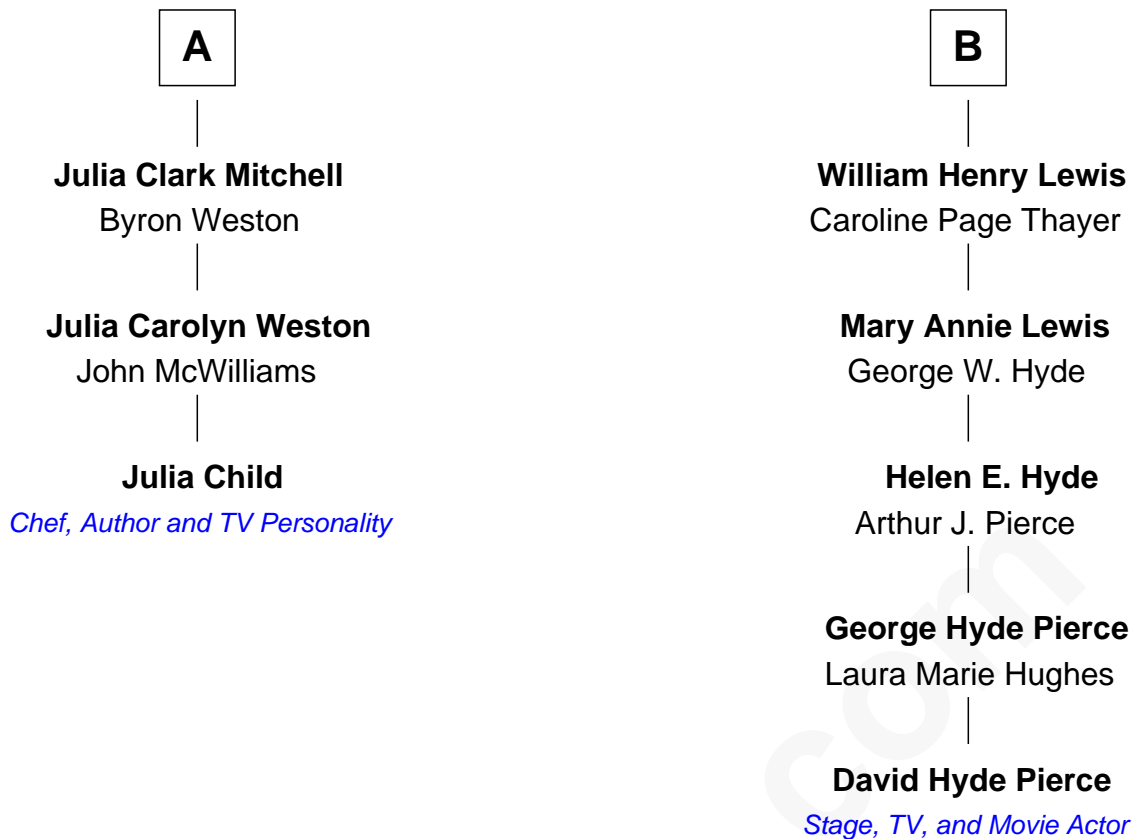 A
Julia Clark Mitchell
Byron Weston
Julia Carolyn Weston
John McWilliams
Julia Child
Chef, Author and TV Personality
B
William Henry Lewis
Caroline Page Thayer
Mary Annie Lewis
George W. Hyde
Helen E. Hyde
Arthur J. Pierce
George Hyde Pierce
Laura Marie Hughes
David Hyde Pierce
Stage, TV, and Movie Actor
com